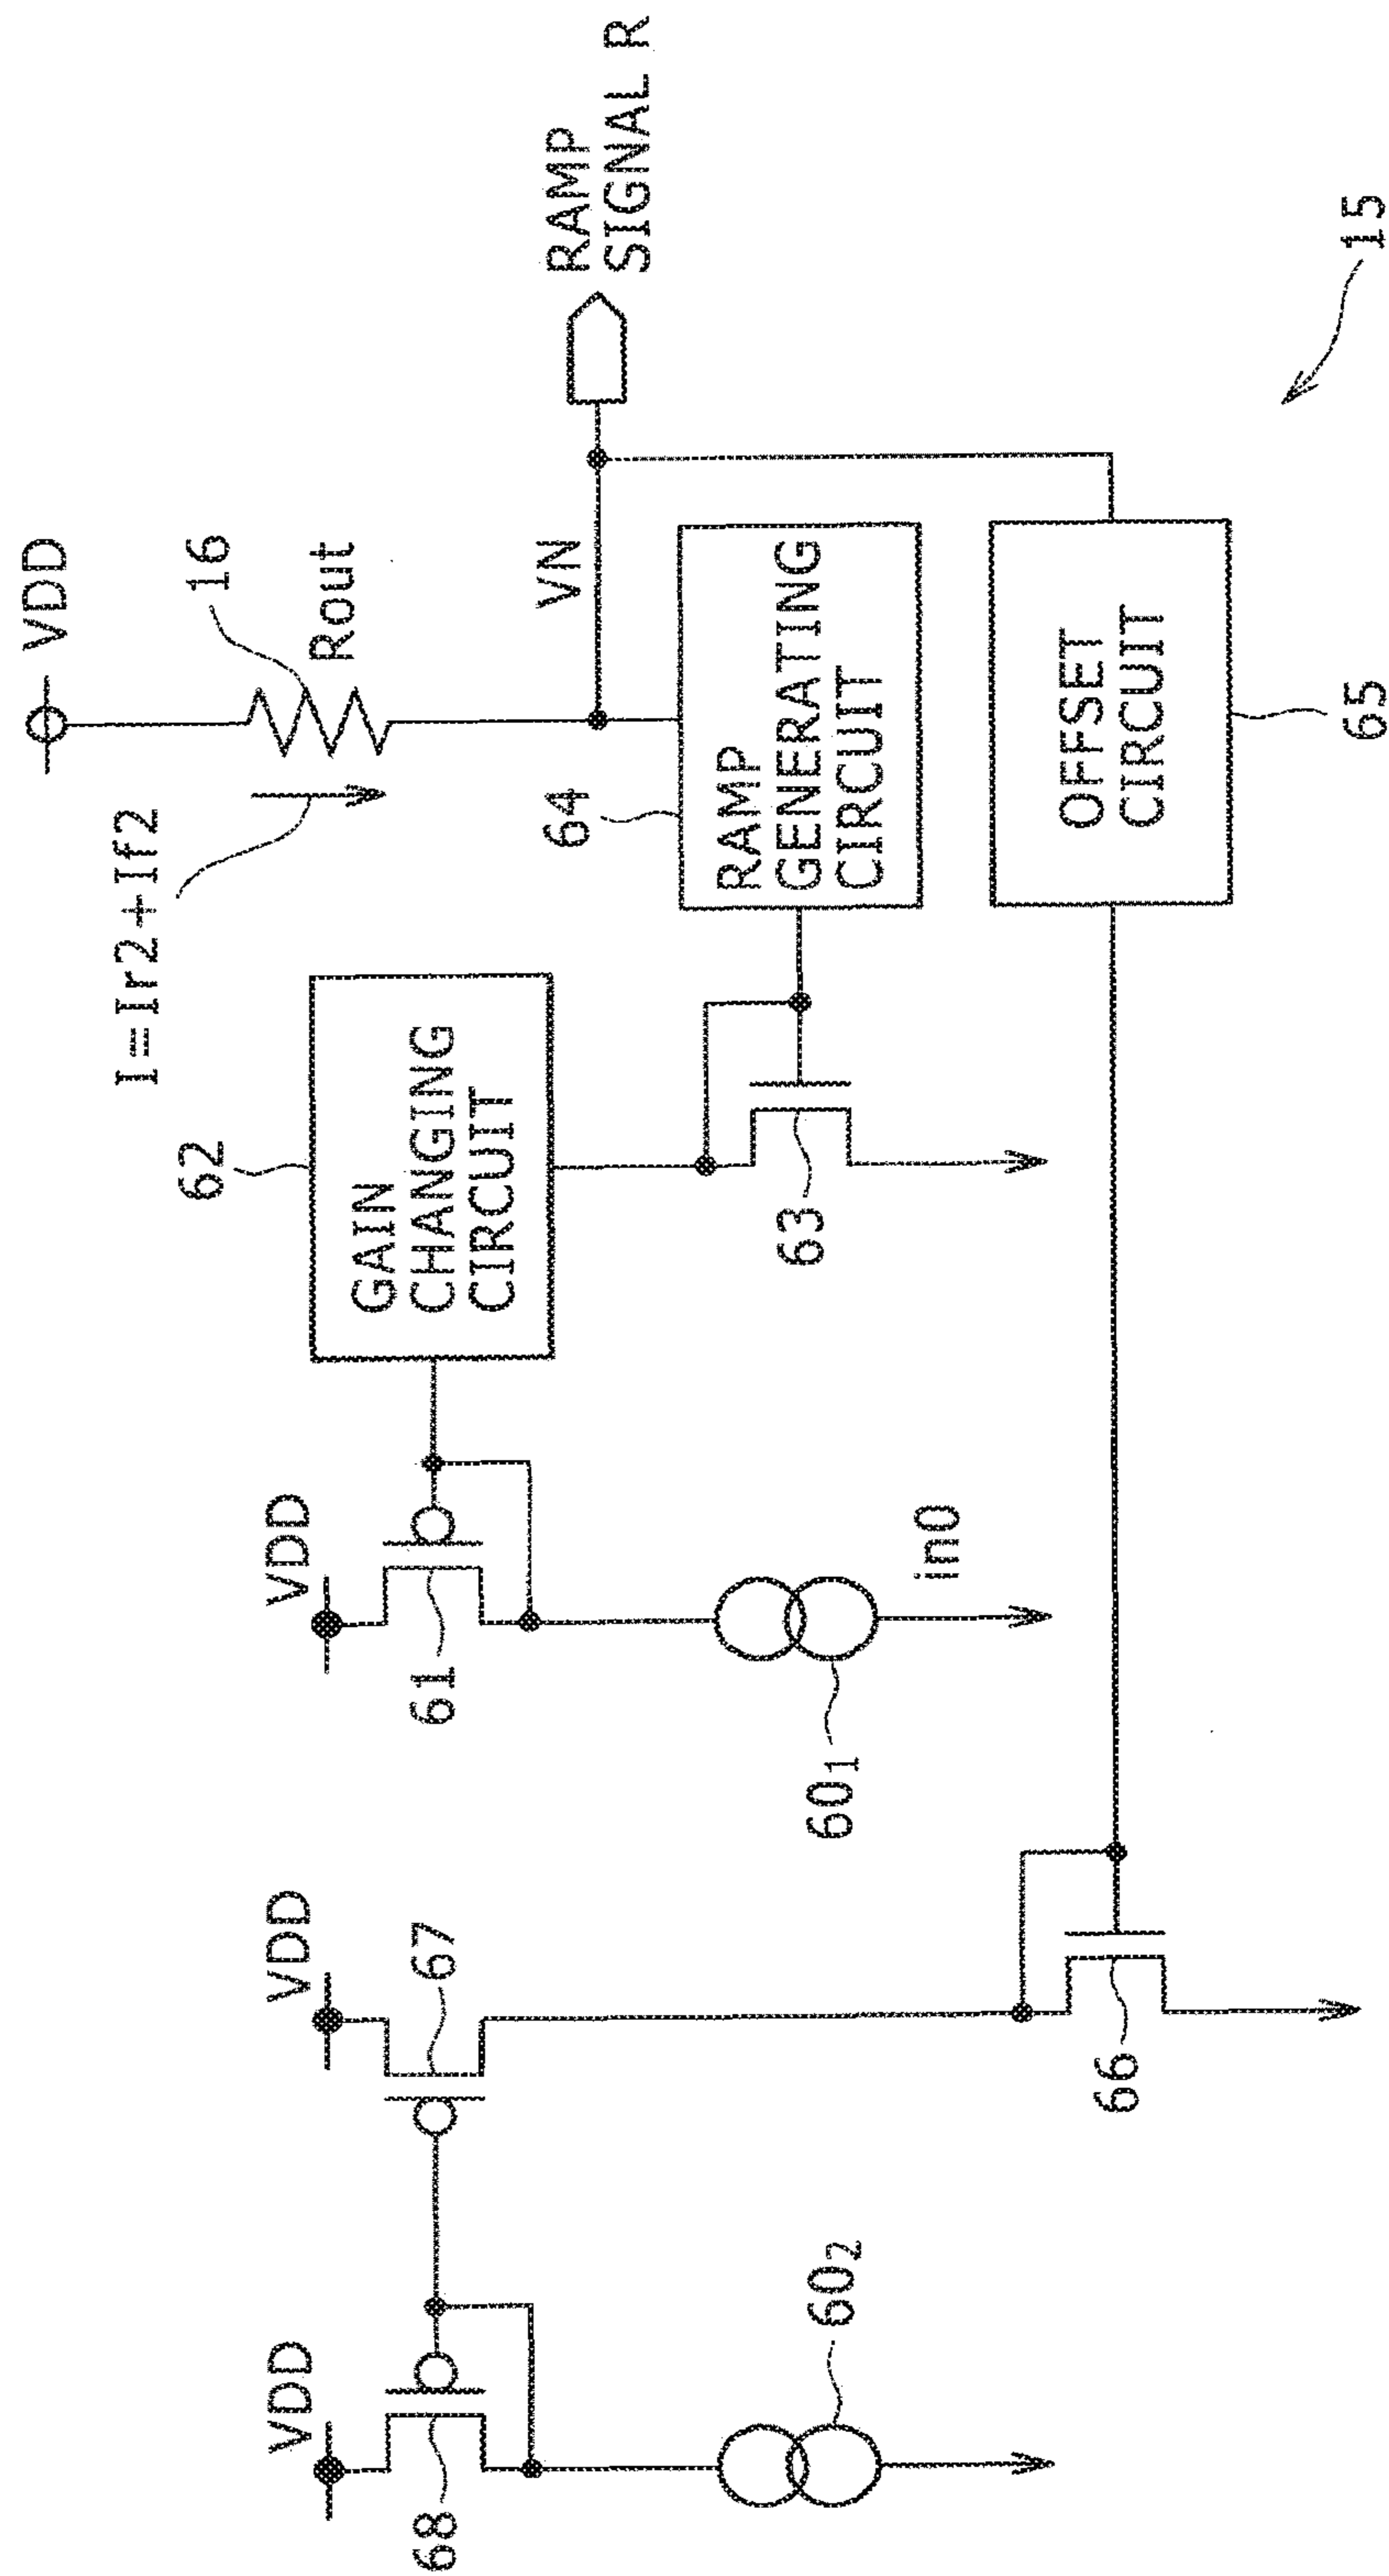 VDD
I=Ir2+If2
16
Rout
VN
RAMP
SIGNAL R
62
GAIN
CHANGING
CIRCUIT
64
RAMP
GENERATING
CIRCUIT
63
OFFSET
CIRCUIT
65
15
VDD
61
60₁
in0
VDD
67
66
VDD
68
60₂